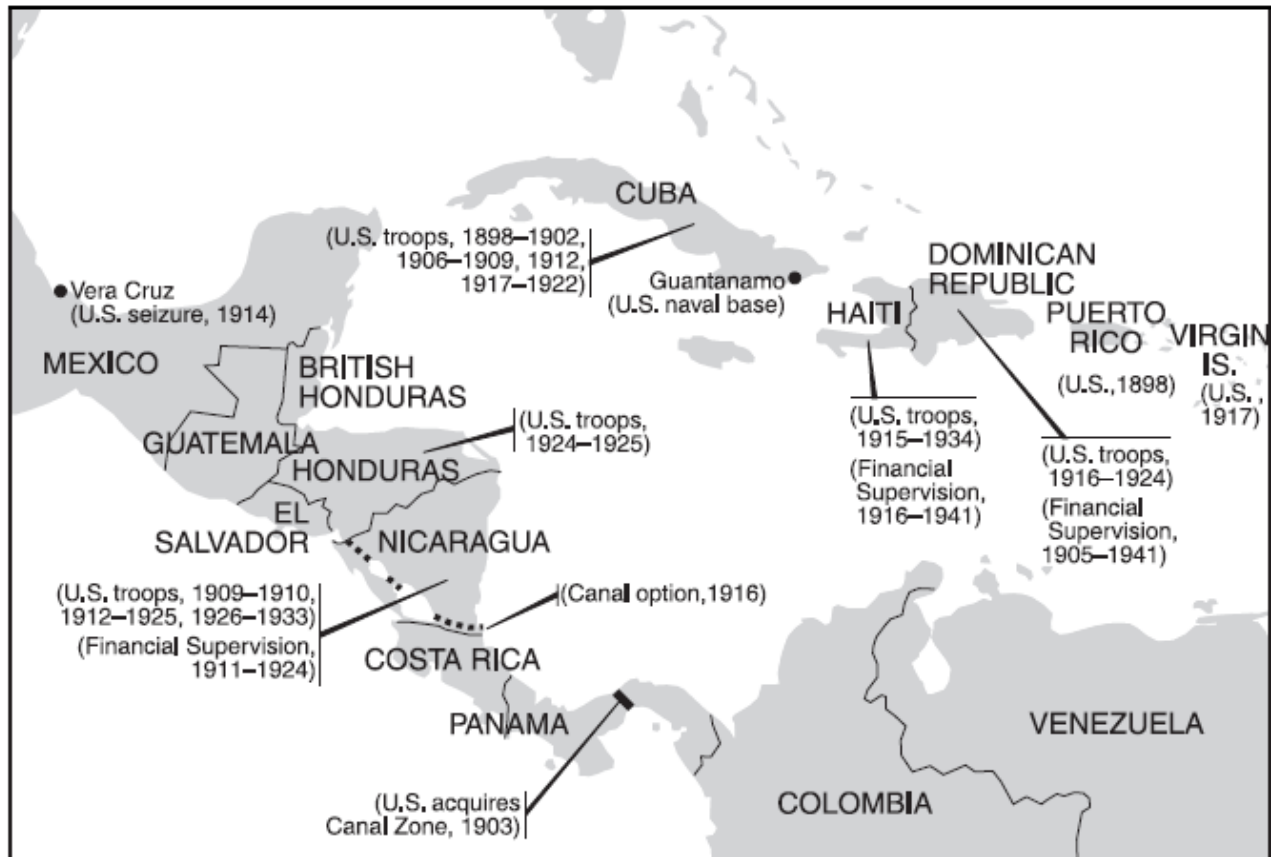 CUBA
(U.S. troops, 1898–1902,
1906–1909, 1912,
1917–1922)
Guantanamo
(U.S. naval base)
Vera Cruz
(U.S. seizure, 1914)
MEXICO
BRITISH
HONDURAS
GUATEMALA
HONDURAS
(U.S. troops,
1924–1925)
EL
SALVADOR
NICARAGUA
(U.S. troops, 1909–1910,
1912–1925, 1926–1933)
(Financial Supervision,
1911–1924)
(Canal option,1916)
COSTA RICA
PANAMA
(U.S. acquires
Canal Zone, 1903)
HAITI
(U.S. troops,
1915–1934)
(Financial
Supervision,
1916–1941)
DOMINICAN
REPUBLIC
(U.S. troops,
1916–1924)
(Financial
Supervision,
1905–1941)
PUERTO
RICO
(U.S.,1898)
VIRGIN
IS.
(U.S.,
1917)
VENEZUELA
COLOMBIA